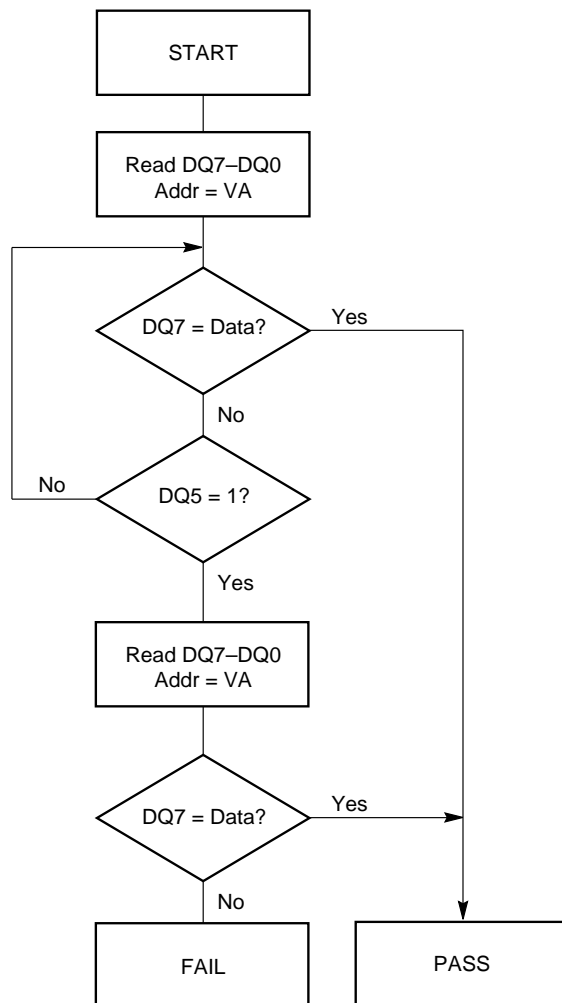 START
Read DQ7–DQ0
Addr = VA
DQ7 = Data?
Yes
No
No
DQ5 = 1?
Yes
Read DQ7–DQ0
Addr = VA
DQ7 = Data?
Yes
No
FAIL
PASS